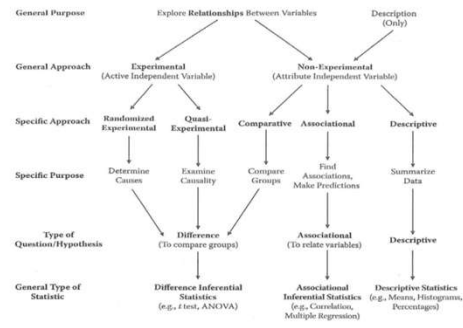 General Purpose Explore Relationships Between Variables Description
(Only)
General Approach Experimental Non-Experimental
(Active Independent Variable) (Attribute Independent Variable)
Specific Approach Randomized Quasi- Comparative Associational Descriptive
Experimental Experimental
Specific Purpose Determine Examine Compare Find Summarize
Causes Causality Groups Associations, Data
Make Predictions
Type of Difference Associational Descriptive
Question/Hypothesis (To compare groups) (To relate variables)
General Type of Difference Inferential Associational Descriptive Statistics
Statistic Statistics Inferential Statistics (e.g., Means, Histograms,
(e.g., t test, ANOVA) (e.g., Correlation, Percentages)
Multiple Regression)